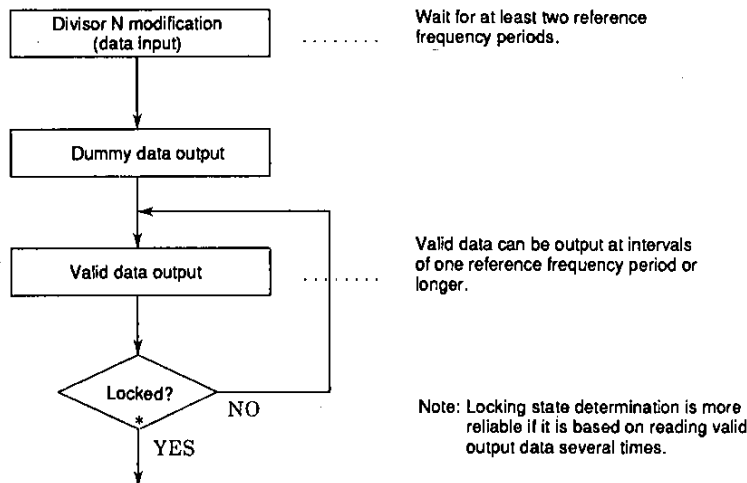 Divisor N modification
(data input)
Wait for at least two reference
frequency periods.
Dummy data output
Valid data output
Valid data can be output at intervals
of one reference frequency period or
longer.
Locked?
*
NO
YES
Note: Locking state determination is more
reliable if it is based on reading valid
output data several times.